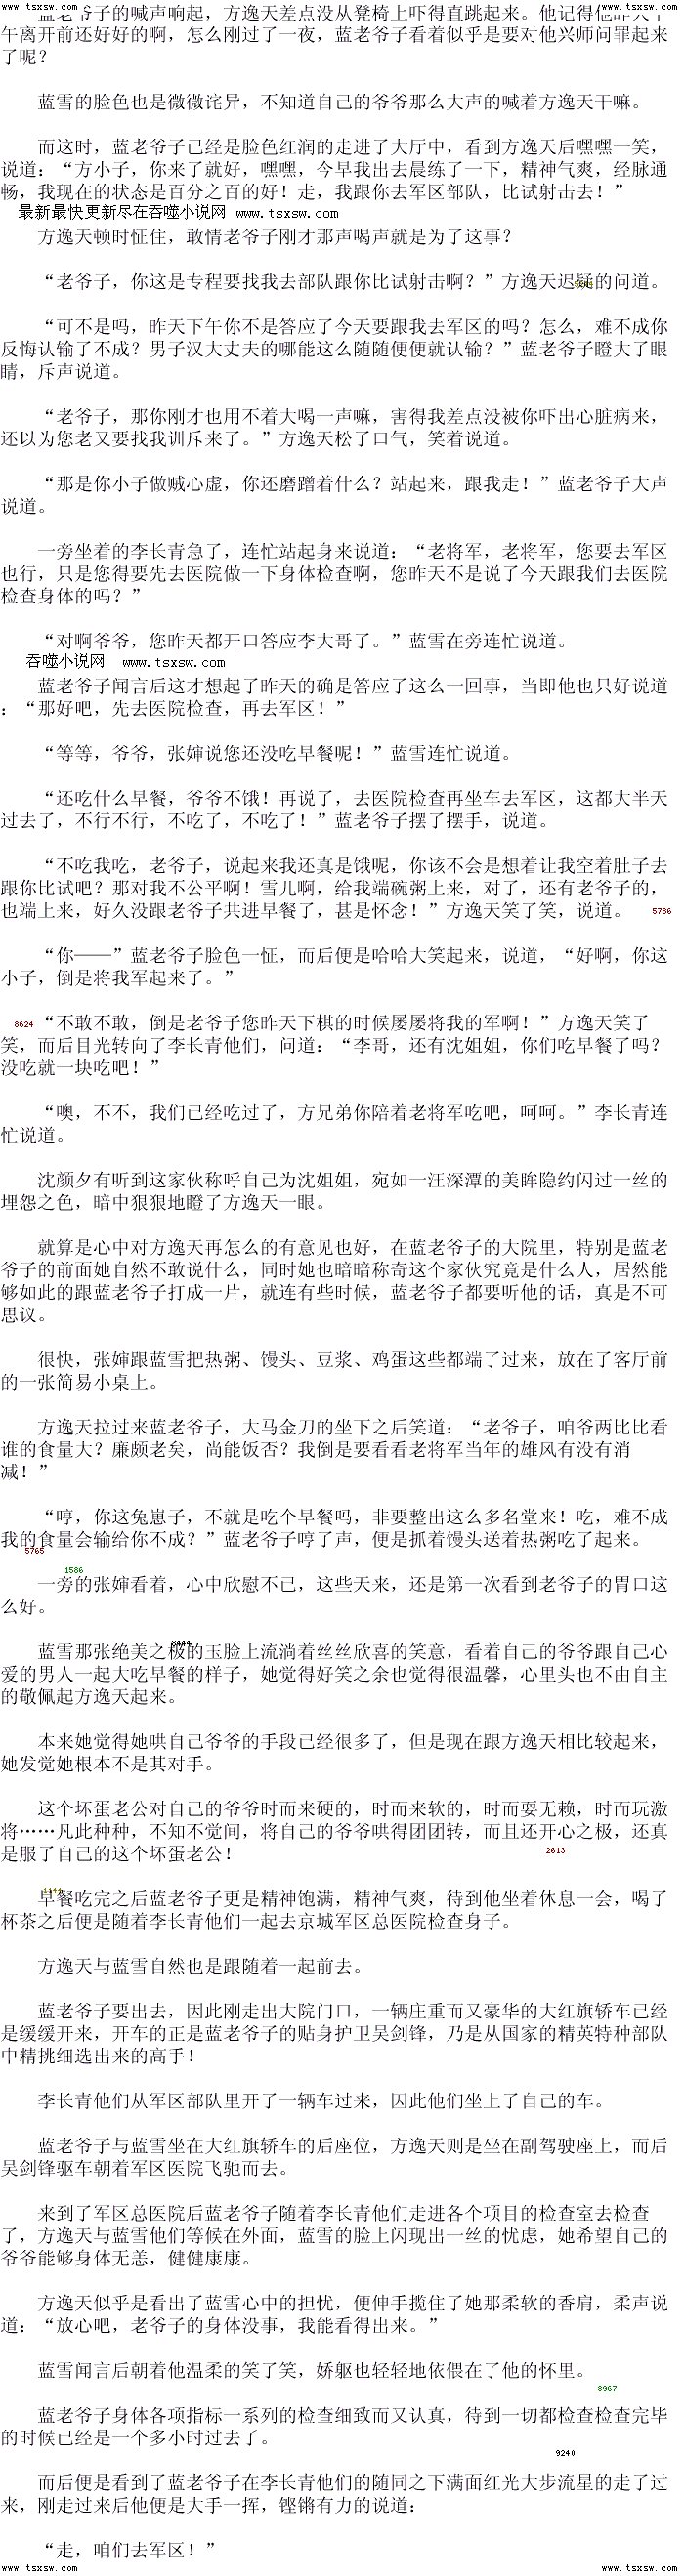 www.tsxsw.com www.tsxsw.com
蓝老爷子的喊声响起，方逸天差点没从凳椅上吓得直跳起来。他记得他昨天下
午离开前还好好的啊，怎么刚过了一夜，蓝老爷子看着似乎是要对他兴师问罪起来
了呢？
蓝雪的脸色也是微微诧异，不知道自己的爷爷那么大声的喊着方逸天干嘛。
而这时，蓝老爷子已经是脸色红润的走进了大厅中，看到方逸天后嘿嘿一笑，
说道：“方小子，你来了就好，嘿嘿，今早我出去晨练了一下，精神气爽，经脉通
畅，我现在的状态是百分之百的好！走，我跟你去军区部队，比试射击去！”
最新最快更新尽在吞噬小说网 www.tsxsw.com
方逸天顿时怔住，敢情老爷子刚才那声喝声就是为了这事？
“老爷子，你这是专程要找我去部队跟你比试射击啊？”方逸天迟疑的问道。
“可不是吗，昨天下午你不是答应了今天要跟我去军区的吗？怎么，难不成你
反悔认输了不成？男子汉大丈夫的哪能这么随随便便就认输？”蓝老爷子瞪大了眼
睛，斥声说道。
“老爷子，那你刚才也用不着大喝一声嘛，害得我差点没被你吓出心脏病来，
还以为您老又要找我训斥来了。”方逸天松了口气，笑着说道。
“那是你小子做贼心虚，你还磨蹭着什么？站起来，跟我走！”蓝老爷子大声
说道。
一旁坐着的李长青急了，连忙站起身来说道：“老将军，老将军，您要去军区
也行，只是您得要先去医院做一下身体检查啊，您昨天不是说了今天跟我们去医院
检查身体的吗？”
“对啊爷爷，您昨天都开口答应李大哥了。”蓝雪在旁连忙说道。
吞噬小说网 www.tsxsw.com
蓝老爷子闻言后这才想起了昨天的确是答应了这么一回事，当即他也只好说道
：“那好吧，先去医院检查，再去军区！”
“等等，爷爷，张婶说您还没吃早餐呢！”蓝雪连忙说道。
“还吃什么早餐，爷爷不饿！再说了，去医院检查再坐车去军区，这都大半天
过去了，不行不行，不吃了，不吃了！”蓝老爷子摆了摆手，说道。
“不吃我吃，老爷子，说起来我还真是饿呢，你该不会是想着让我空着肚子去
跟你比试吧？那对我不公平啊！雪儿啊，给我端碗粥上来，对了，还有老爷子的，
也端上来，好久没跟老爷子共进早餐了，甚是怀念！”方逸天笑了笑，说道。 5786
“你——”蓝老爷子脸色一怔，而后便是哈哈大笑起来，说道，“好啊，你这
小子，倒是将我军起来了。”
8624 “不敢不敢，倒是老爷子您昨天下棋的时候屡屡将我的军啊！”方逸天笑了
笑，而后目光转向了李长青他们，问道：“李哥，还有沈姐姐，你们吃早餐了吗？
没吃就一块吃吧！”
“噢，不不，我们已经吃过了，方兄弟你陪着老将军吃吧，呵呵。”李长青连
忙说道。
沈颜夕有听到这家伙称呼自己为沈姐姐，宛如一汪深潭的美眸隐约闪过一丝的
埋怨之色，暗中狠狠地瞪了方逸天一眼。
就算是心中对方逸天再怎么的有意见也好，在蓝老爷子的大院里，特别是蓝老
爷子的前面她自然不敢说什么，同时她也暗暗称奇这个家伙究竟是什么人，居然能
够如此的跟蓝老爷子打成一片，就连有些时候，蓝老爷子都要听他的话，真是不可
思议。
很快，张婶跟蓝雪把热粥、馒头、豆浆、鸡蛋这些都端了过来，放在了客厅前
的一张简易小桌上。
方逸天拉过来蓝老爷子，大马金刀的坐下之后笑道：“老爷子，咱爷两比比看
谁的食量大？廉颇老矣，尚能饭否？我倒是要看看老将军当年的雄风有没有消
减！”
“哼，你这兔崽子，不就是吃个早餐吗，非要整出这么多名堂来！吃，难不成
我的食量会输给你不成？”蓝老爷子哼了声，便是抓着馒头送着热粥吃了起来。
5765
1586
一旁的张婶看着，心中欣慰不已，这些天来，还是第一次看到老爷子的胃口这
么好。
蓝雪那张绝美之极的玉脸上流淌着丝丝欣喜的笑意，看着自己的爷爷跟自己心
爱的男人一起大吃早餐的样子，她觉得好笑之余也觉得很温馨，心里头也不由自主
的敬佩起方逸天起来。
本来她觉得她哄自己爷爷的手段已经很多了，但是现在跟方逸天相比较起来，
她发觉她根本不是其对手。
这个坏蛋老公对自己的爷爷时而来硬的，时而来软的，时而耍无赖，时而玩激
将……凡此种种，不知不觉间，将自己的爷爷哄得团团转，而且还开心之极，还真
是服了自己的这个坏蛋老公！
2613
1144
早餐吃完之后蓝老爷子更是精神饱满，精神气爽，待到他坐着休息一会，喝了
杯茶之后便是随着李长青他们一起去京城军区总医院检查身子。
方逸天与蓝雪自然也是跟随着一起前去。
蓝老爷子要出去，因此刚走出大院门口，一辆庄重而又豪华的大红旗轿车已经
是缓缓开来，开车的正是蓝老爷子的贴身护卫吴剑锋，乃是从国家的精英特种部队
中精挑细选出来的高手！
李长青他们从军区部队里开了一辆车过来，因此他们坐上了自己的车。
蓝老爷子与蓝雪坐在大红旗轿车的后座位，方逸天则是坐在副驾驶座上，而后
吴剑锋驱车朝着军区医院飞驰而去。
来到了军区总医院后蓝老爷子随着李长青他们走进各个项目的检查室去检查
了，方逸天与蓝雪他们等候在外面，蓝雪的脸上闪现出一丝的忧虑，她希望自己的
爷爷能够身体无恙，健健康康。
方逸天似乎是看出了蓝雪心中的担忧，便伸手揽住了她那柔软的香肩，柔声说
道：“放心吧，老爷子的身体没事，我能看得出来。”
蓝雪闻言后朝着他温柔的笑了笑，娇躯也轻轻地依偎在了他的怀里。
8967
蓝老爷子身体各项指标一系列的检查细致而又认真，待到一切都检查检查完毕
的时候已经是一个多小时过去了。
9240
而后便是看到了蓝老爷子在李长青他们的随同之下满面红光大步流星的走了过
来，刚走过来后他便是大手一挥，铿锵有力的说道：
“走，咱们去军区！”
www.tsxsw.com www.tsxsw.com